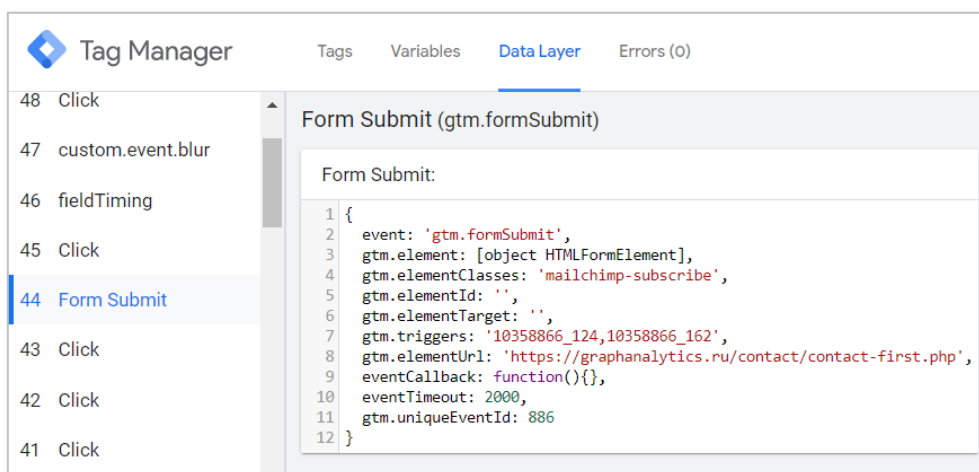 Tag Manager
Tags Variables Data Layer Errors (0)
48 Click
47 custom.event.blur
46 fieldTiming
45 Click
44 Form Submit
43 Click
42 Click
41 Click
Form Submit (gtm.formSubmit)
Form Submit:
1 {
2 event: 'gtm.formSubmit',
3 gtm.element: [object HTMLFormElement],
4 gtm.elementClasses: 'mailchimp-subscribe',
5 gtm.elementId: '',
6 gtm.elementTarget: '',
7 gtm.triggers: '10358866_124,10358866_162',
8 gtm.elementUrl: 'https://graphanalytics.ru/contact/contact-first.php',
9 eventCallback: function(){},
10 eventTimeout: 2000,
11 gtm.uniqueEventId: 886
12 }